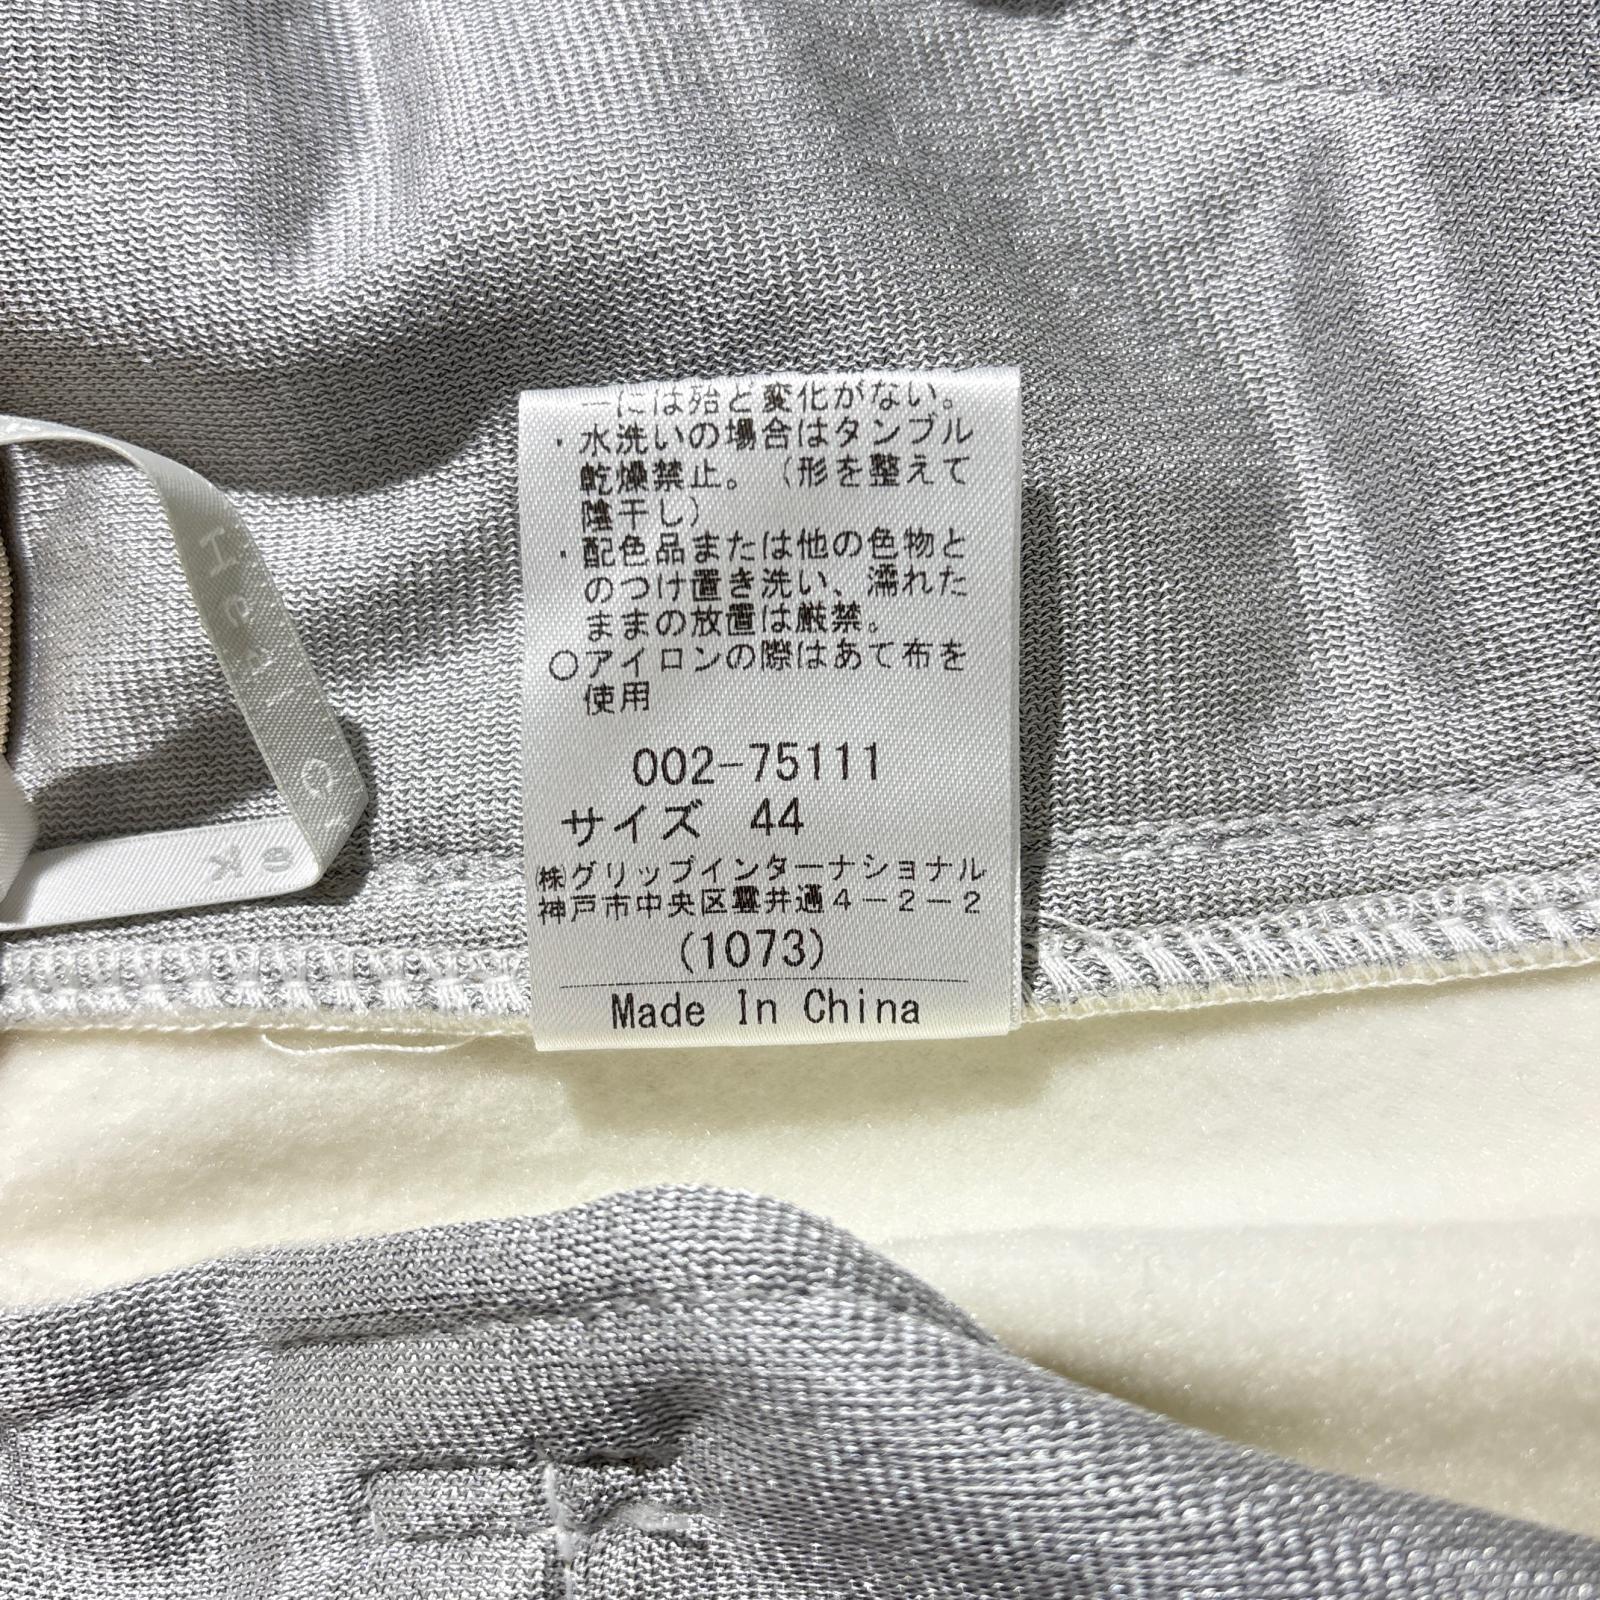 ーには殆ど変化がない。
・水洗いの場合はタンブル
乾燥禁止。（形を整えて
陰干し）
・配色品または他の色物と
のつけ置き洗い、濡れた
ままの放置は厳禁。
○アイロンの際はあて布を
使用
002-75111
サイズ 44
㈱グリップインターナショナル
神戸市中央区雲井通4-2-2
(1073)
Made In China